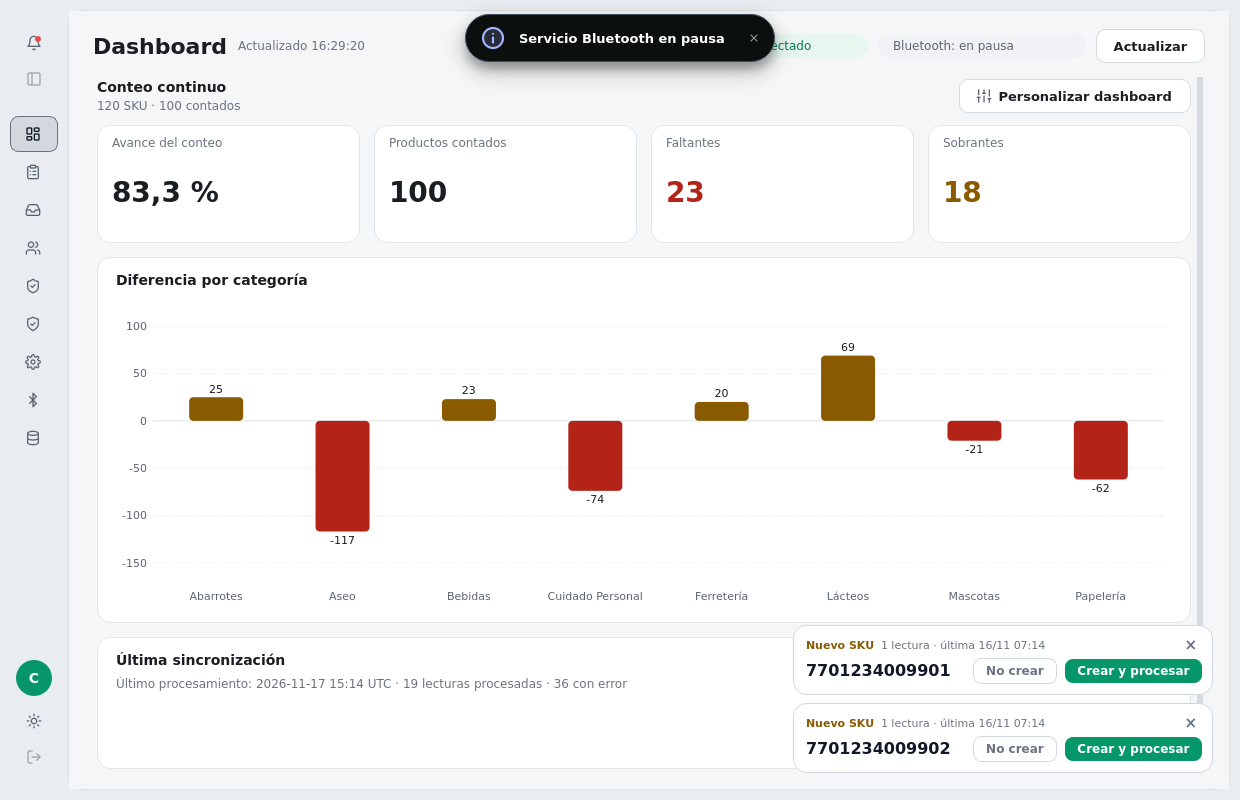 Dashboard
Actualizado 16:29:20
Servicio Bluetooth en pausa
Bluetooth: en pausa
Actualizar
Conteo continuo
120 SKU · 100 contados
Personalizar dashboard
Avance del conteo
83,3 %
Productos contados
100
Faltantes
23
Sobrantes
18
Diferencia por categoría
100
50
0
-50
-100
-150
25
-117
23
-74
20
69
-21
-62
Abarrotes
Aseo
Bebidas
Cuidado Personal
Ferretería
Lácteos
Mascotas
Papelería
Última sincronización
Último procesamiento: 2026-11-17 15:14 UTC · 19 lecturas procesadas · 36 con error
Nuevo SKU 1 lectura · última 16/11 07:14
7701234009901
No crear
Crear y procesar
Nuevo SKU 1 lectura · última 16/11 07:14
7701234009902
No crear
Crear y procesar
C